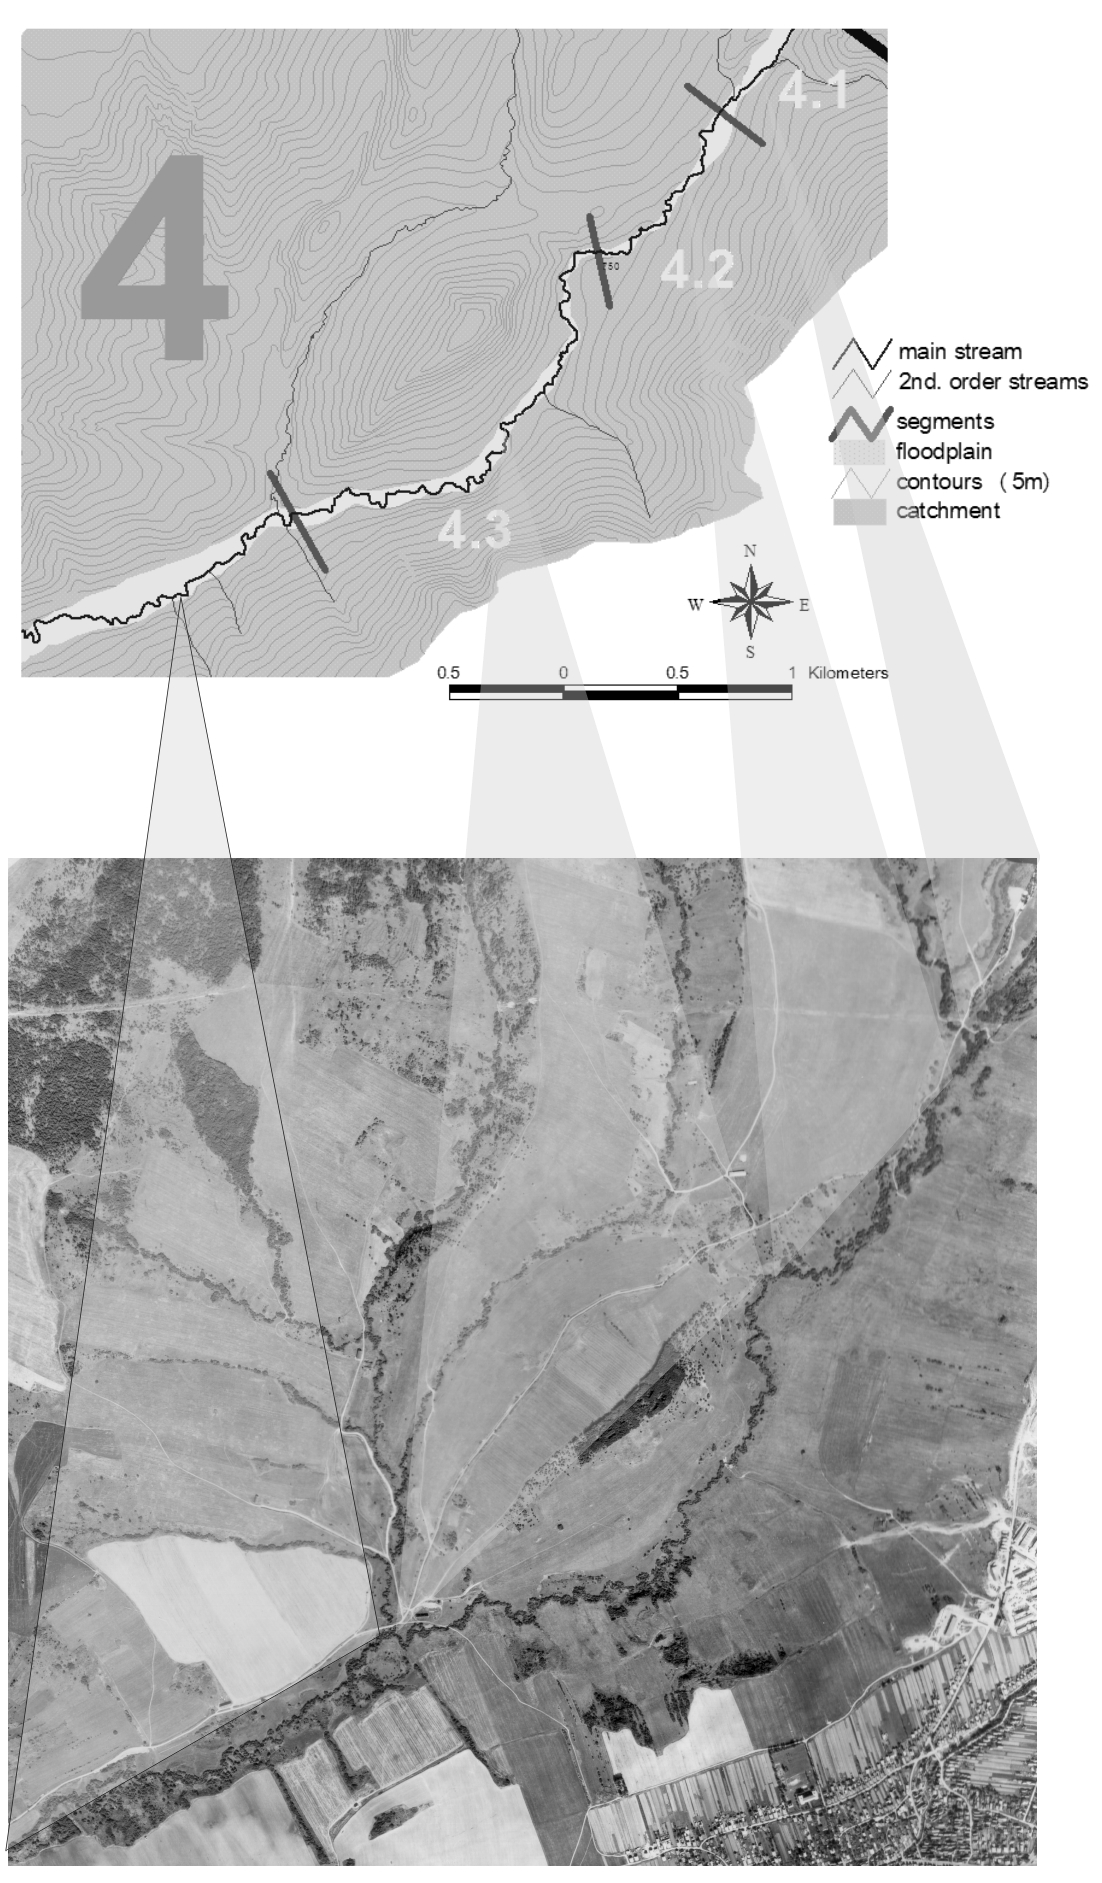 4.1
4
4.2
main stream
2nd. order streams
segments
floodplain
contours ( 5m)
catchment
4.3
N
W E
S
0.5 0 0.5 1 Kilometers